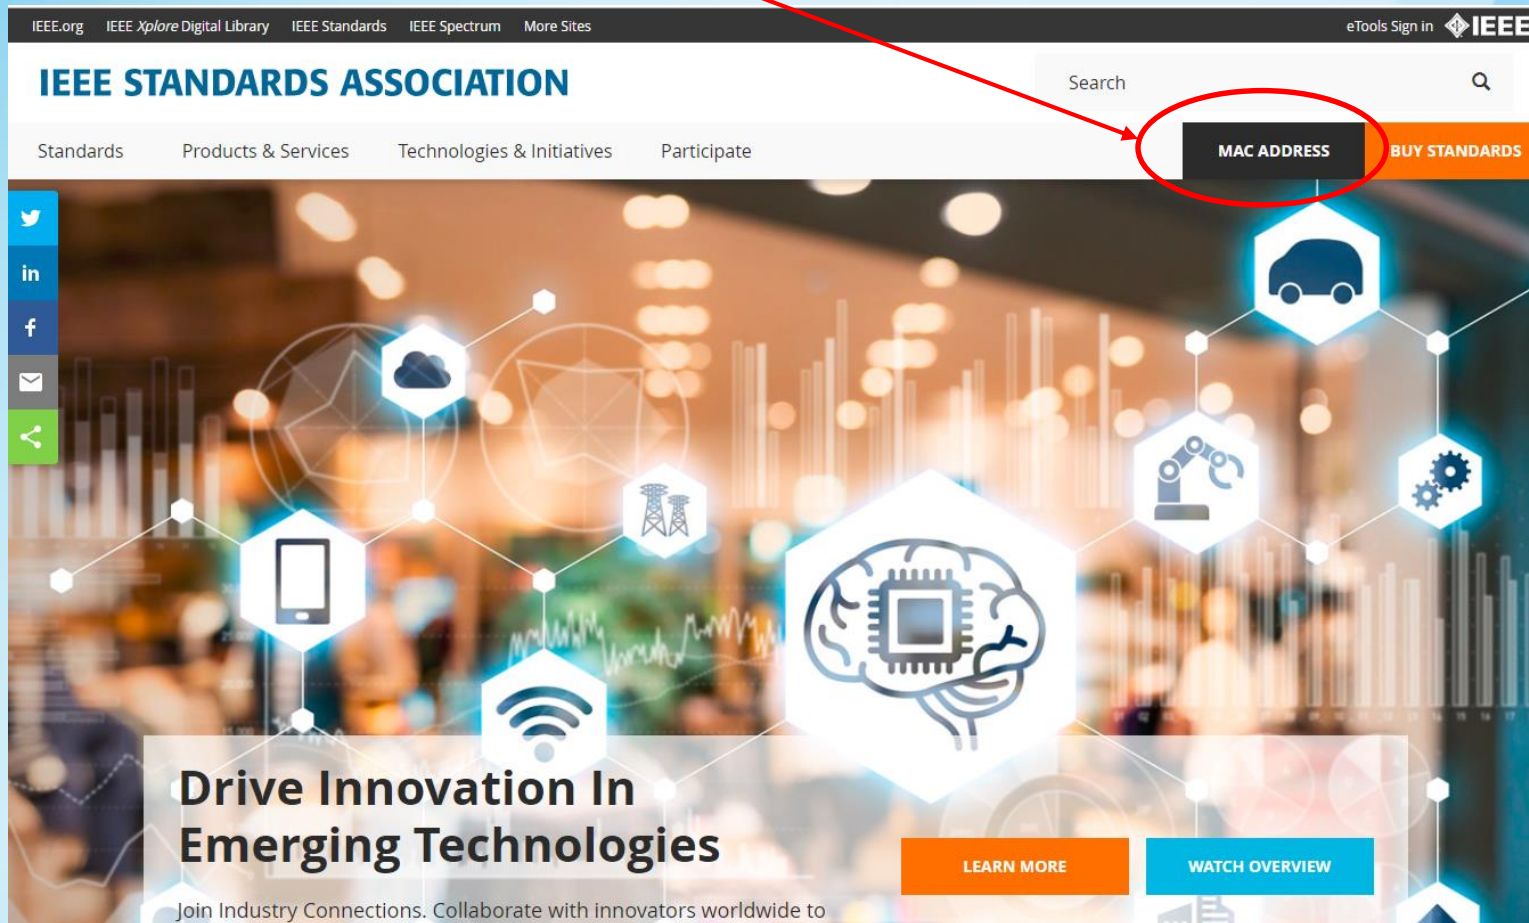 IEEE.org IEEE Xplore Digital Library IEEE Standards IEEE Spectrum More Sites eTools Sign in IEEE
IEEE STANDARDS ASSOCIATION
Search
Standards Products & Services Technologies & Initiatives Participate MAC ADDRESS BUY STANDARDS
in
f
Drive Innovation In
Emerging Technologies
LEARN MORE WATCH OVERVIEW
Join Industry Connections. Collaborate with innovators worldwide to